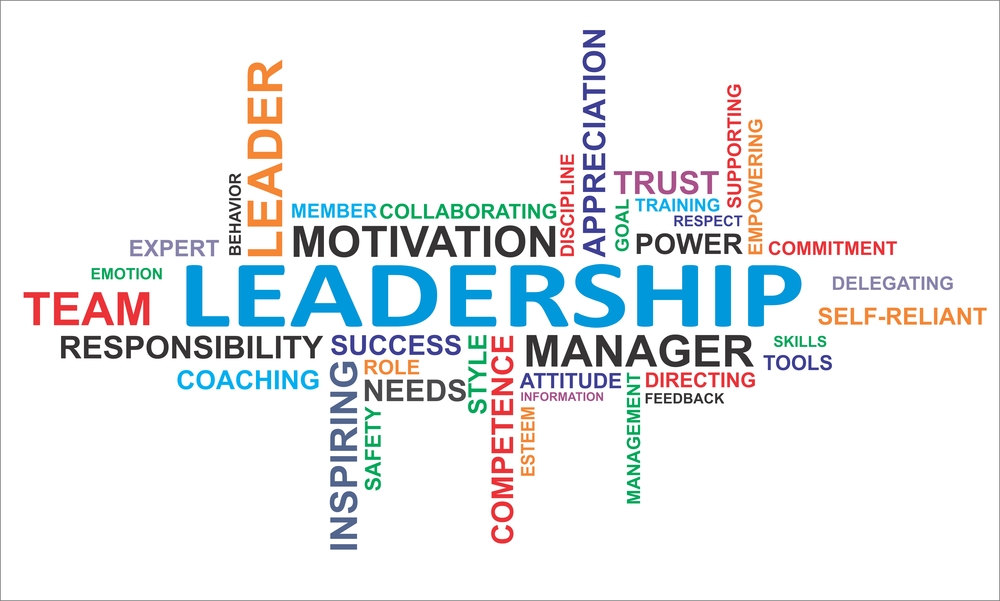 APPRECIATION
LEADER
SUPPORTING
EMPOWERING
DISCIPLINE
BEHAVIOR
TRUST
GOAL
TRAINING
MEMBER
COLLABORATING
RESPECT
MOTIVATION
POWER
EXPERT
COMMITMENT
EMOTION
LEADERSHIP
DELEGATING
TEAM
SELF-RELIANT
RESPONSIBILITY
SUCCESS
STYLE
COMPETENCE
MANAGER
SKILLS
TOOLS
ROLE
COACHING
INSPIRING
NEEDS
ATTITUDE
DIRECTING
INFORMATION
FEEDBACK
SAFETY
ESTEEM
MANAGEMENT